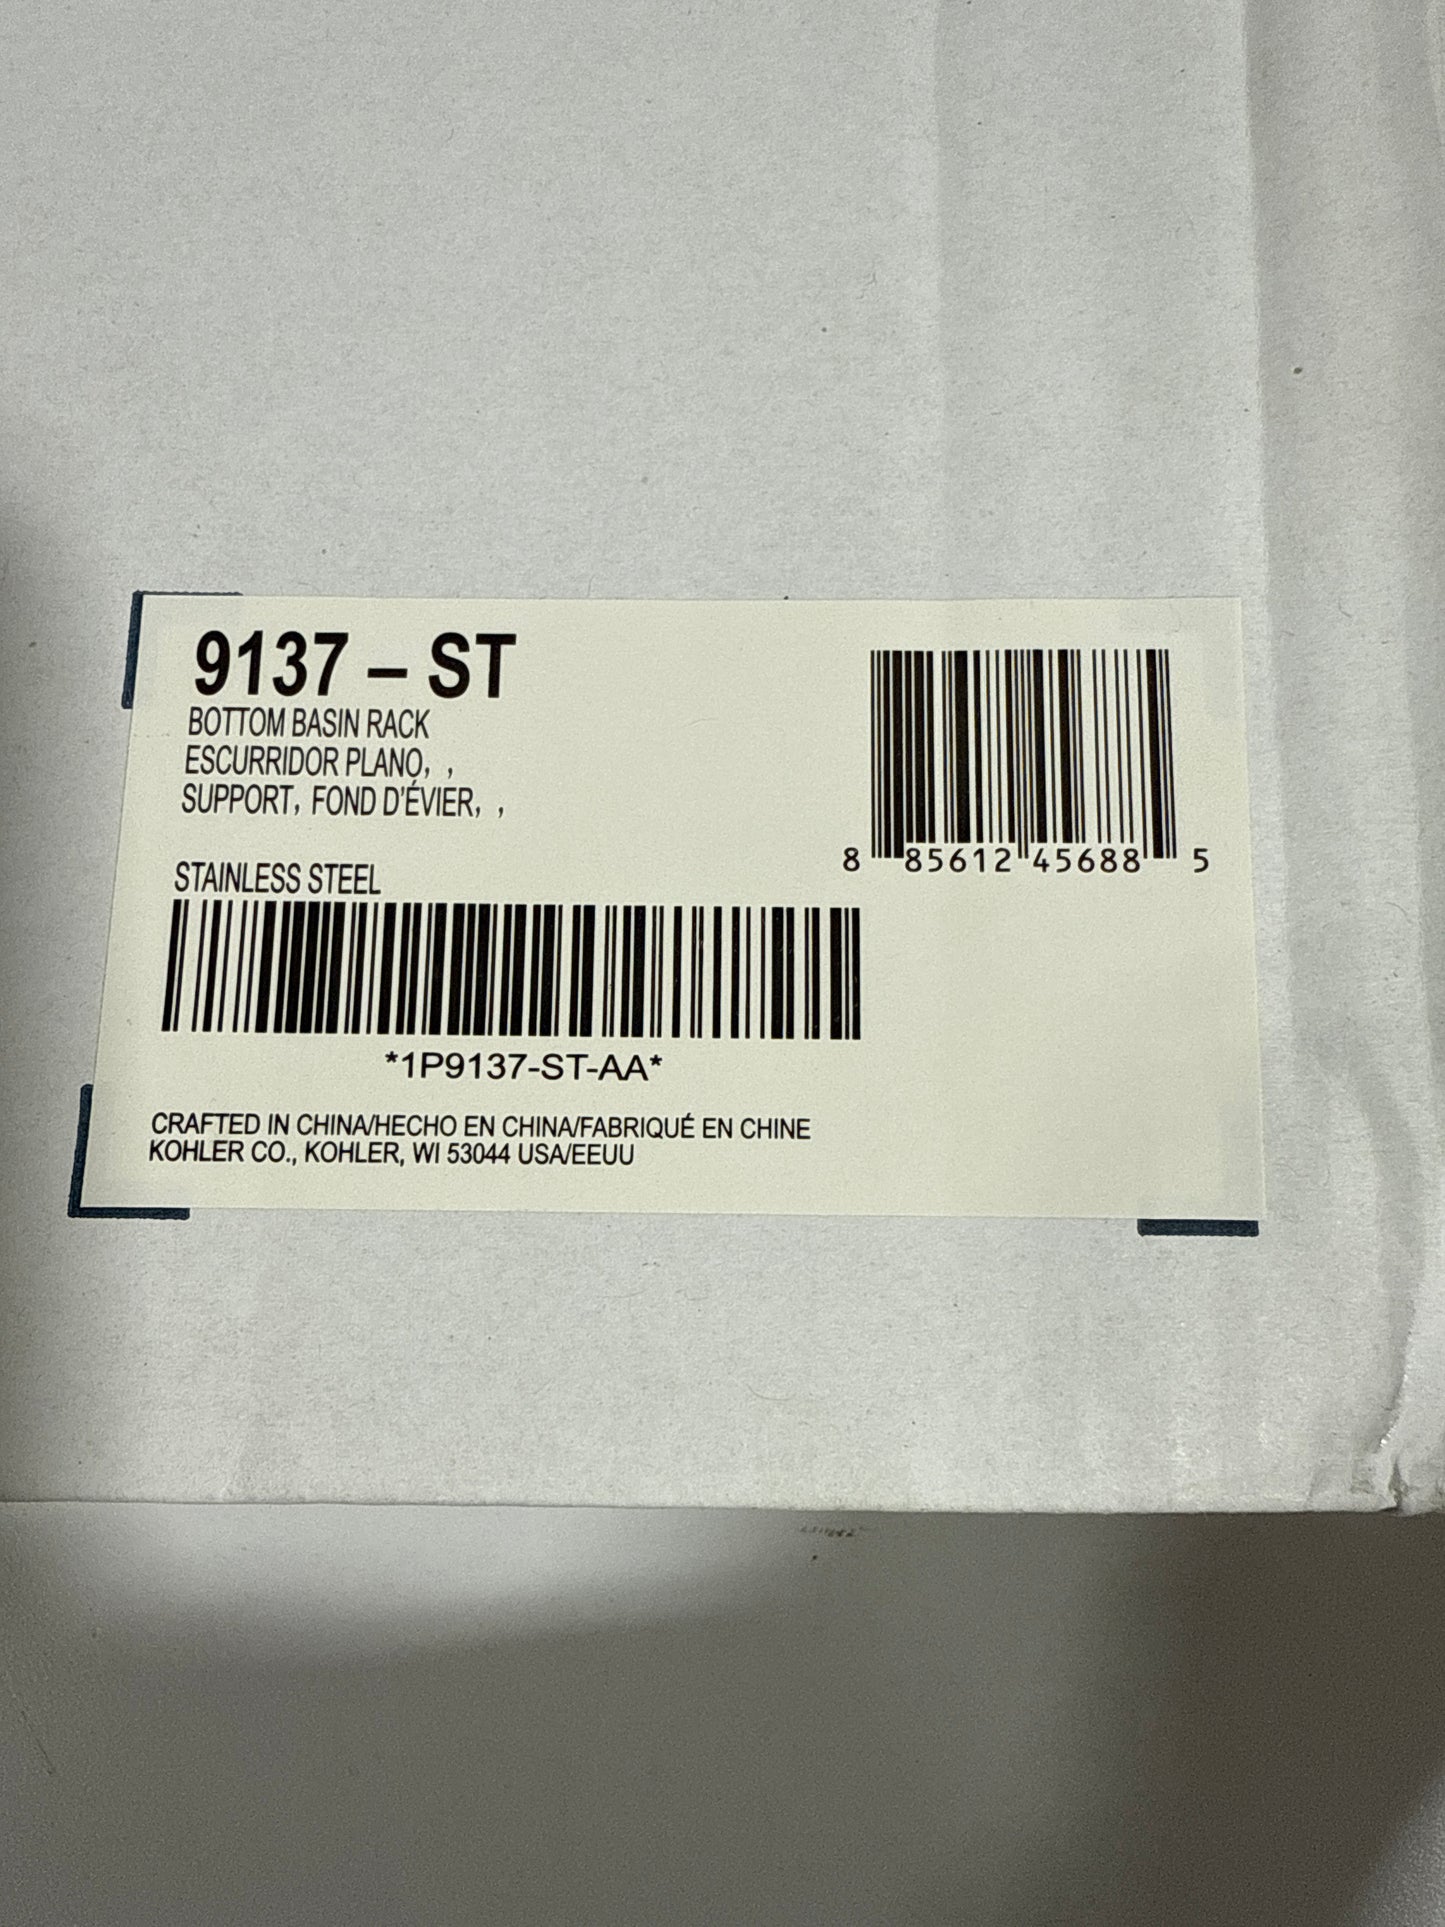 9137 – ST
BOTTOM BASIN RACK
ESCURRIDOR PLANO, ,
SUPPORT, FOND D'ÉVIER, ,
STAINLESS STEEL
8 85612 45688 5
*1P9137-ST-AA*
CRAFTED IN CHINA/HECHO EN CHINA/FABRIQUÉ EN CHINE
KOHLER CO., KOHLER, WI 53044 USA/EEUU